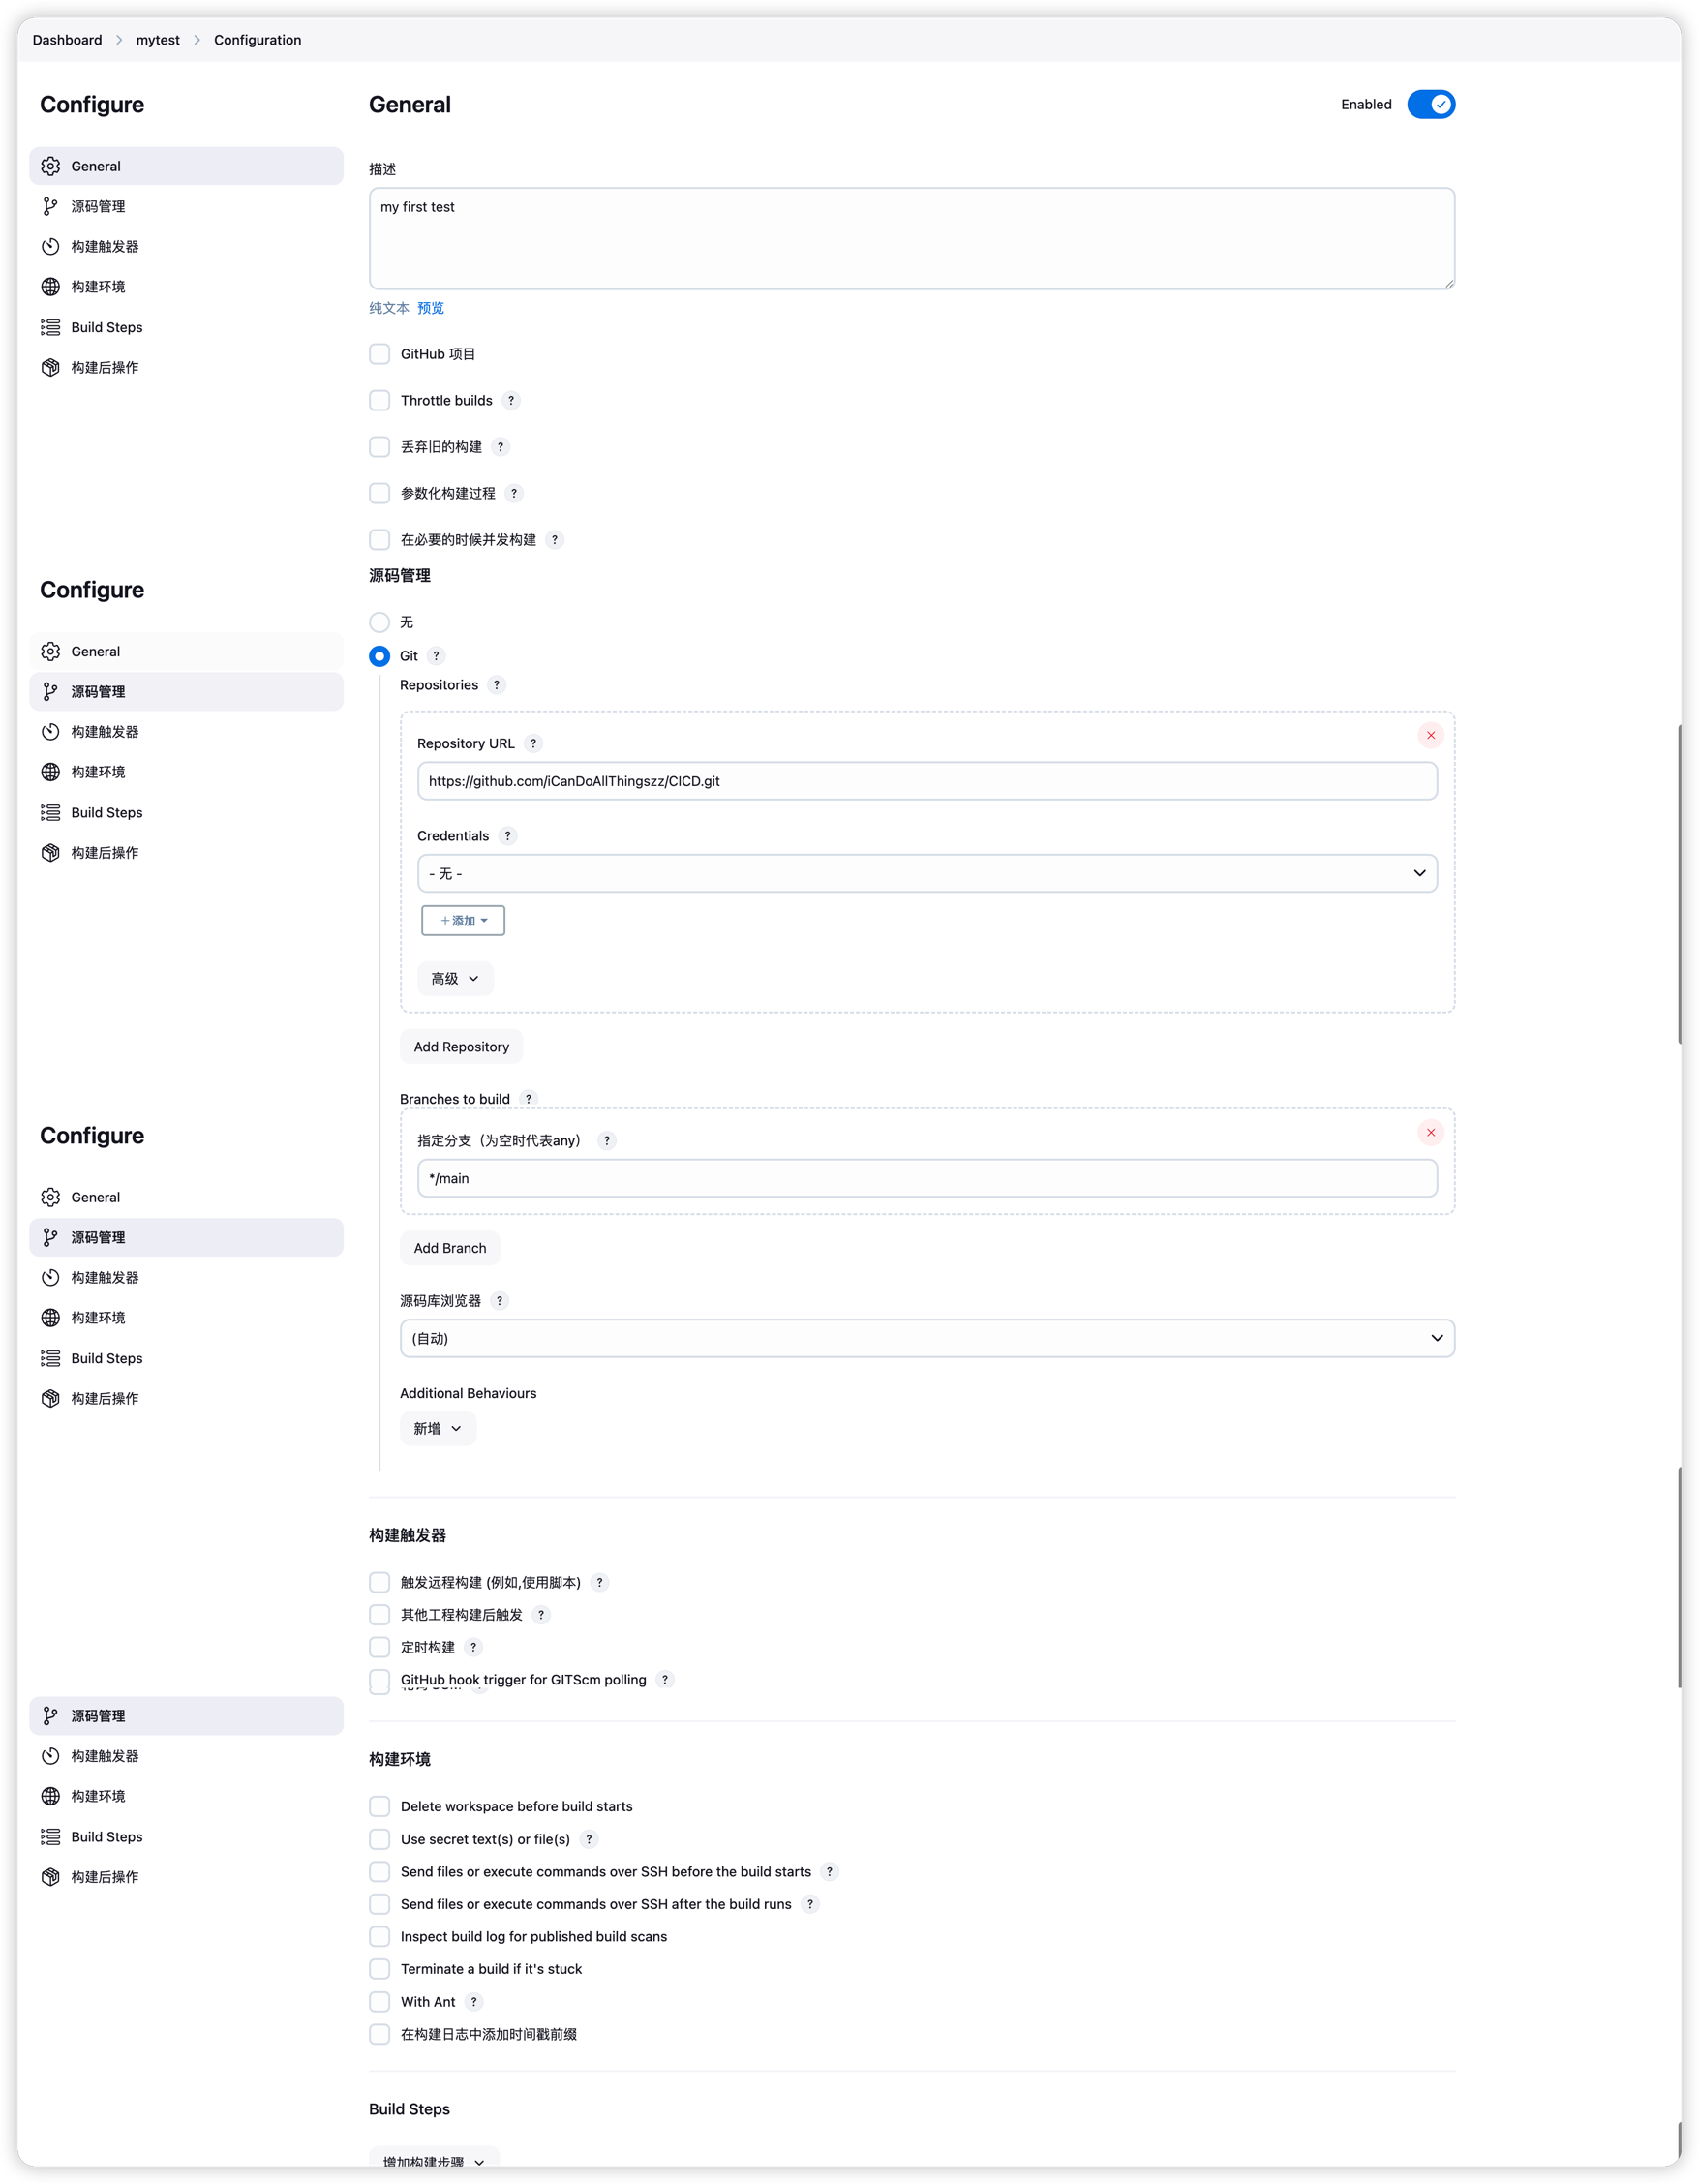 Dashboard > mytest > Configuration
Configure
General
源码管理
构建触发器
构建环境
Build Steps
构建后操作
General
Enabled
描述
my first test
纯文本 预览
GitHub 项目
Throttle builds ?
丢弃旧的构建 ?
参数化构建过程 ?
在必要的时候并发构建 ?
Configure
General
源码管理
构建触发器
构建环境
Build Steps
构建后操作
源码管理
无
Git ?
Repositories ?
Repository URL ?
https://github.com/iCanDoAllThingszz/CICD.git
Credentials ?
- 无 -
+添加
高级
Add Repository
Branches to build ?
Configure
General
源码管理
构建触发器
构建环境
Build Steps
构建后操作
指定分支（为空时代表any） ?
*/main
Add Branch
源码库浏览器 ?
(自动)
Additional Behaviours
新增
构建触发器
触发远程构建 (例如,使用脚本) ?
其他工程构建后触发 ?
定时构建 ?
GitHub hook trigger for GITScm polling ?
源码管理
构建触发器
构建环境
Build Steps
构建后操作
构建环境
Delete workspace before build starts
Use secret text(s) or file(s) ?
Send files or execute commands over SSH before the build starts ?
Send files or execute commands over SSH after the build runs ?
Inspect build log for published build scans
Terminate a build if it's stuck
With Ant ?
在构建日志中添加时间戳前缀
Build Steps
增加构建步骤